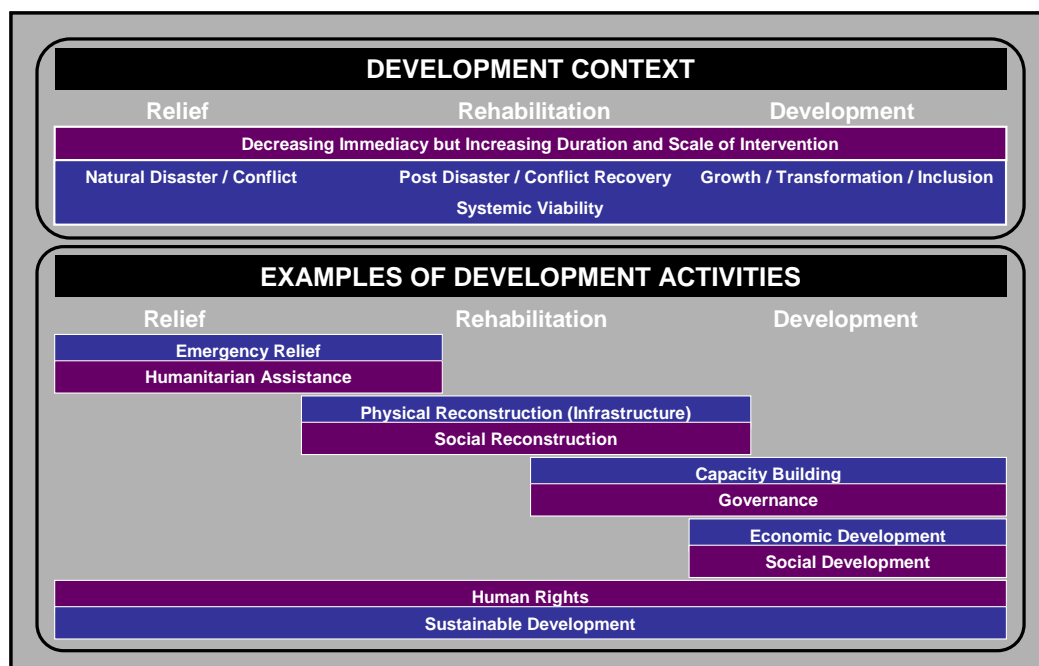 DEVELOPMENT CONTEXT
Relief Rehabilitation Development
Decreasing Immediacy but Increasing Duration and Scale of Intervention
Natural Disaster / Conflict Post Disaster / Conflict Recovery Growth / Transformation / Inclusion
Systemic Viability
EXAMPLES OF DEVELOPMENT ACTIVITIES
Relief Rehabilitation Development
Emergency Relief
Humanitarian Assistance
Physical Reconstruction (Infrastructure)
Social Reconstruction
Capacity Building
Governance
Economic Development
Social Development
Human Rights
Sustainable Development